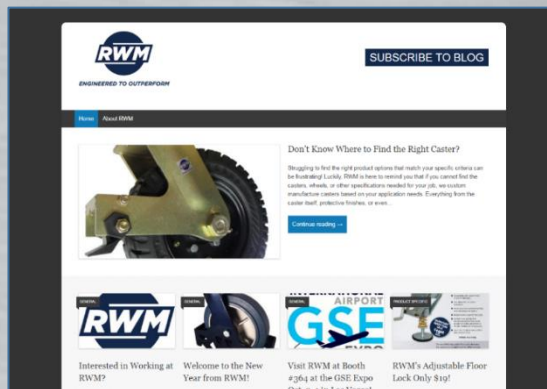 RWM
ENGINEERED TO OUTPERFORM
SUBSCRIBE TO BLOG
Home About RWM
Don't Know Where to Find the Right Caster?
Struggling to find the right product options that match your specific criteria can
be frustrating! Luckily, RWM is here to remind you that if you cannot find the
casters, wheels, or other specifications needed for your job, we custom
manufacture casters based on your application needs. Everything from the
caster itself, protective finishes, or even...
Continue reading →
GENERAL
RWM
Interested in Working at
RWM?
GENERAL
Welcome to the New
Year from RWM!
GENERAL
INTERNATIONAL
AIRPORT
GSE
EXPO
Visit RWM at Booth
#364 at the GSE Expo
PRODUCT SPECIFIC
RWM's Adjustable Floor
Lock Only $19!